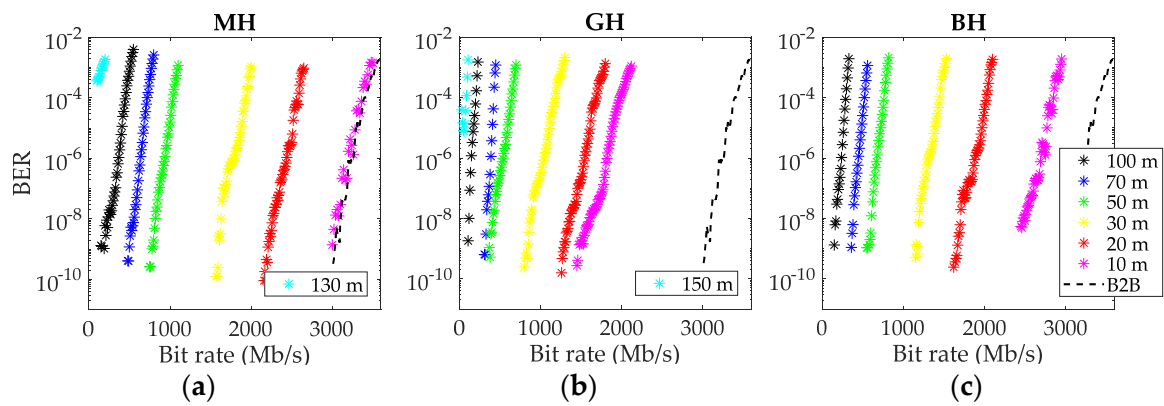 MH
GH
BH
BER
10^-2
10^-4
10^-6
10^-8
10^-10
0 1000 2000 3000
Bit rate (Mb/s)
130 m
(a)
10^-2
10^-4
10^-6
10^-8
10^-10
0 1000 2000 3000
Bit rate (Mb/s)
150 m
(b)
10^-2
10^-4
10^-6
10^-8
10^-10
0 1000 2000 3000
Bit rate (Mb/s)
100 m
70 m
50 m
30 m
20 m
10 m
B2B
(c)